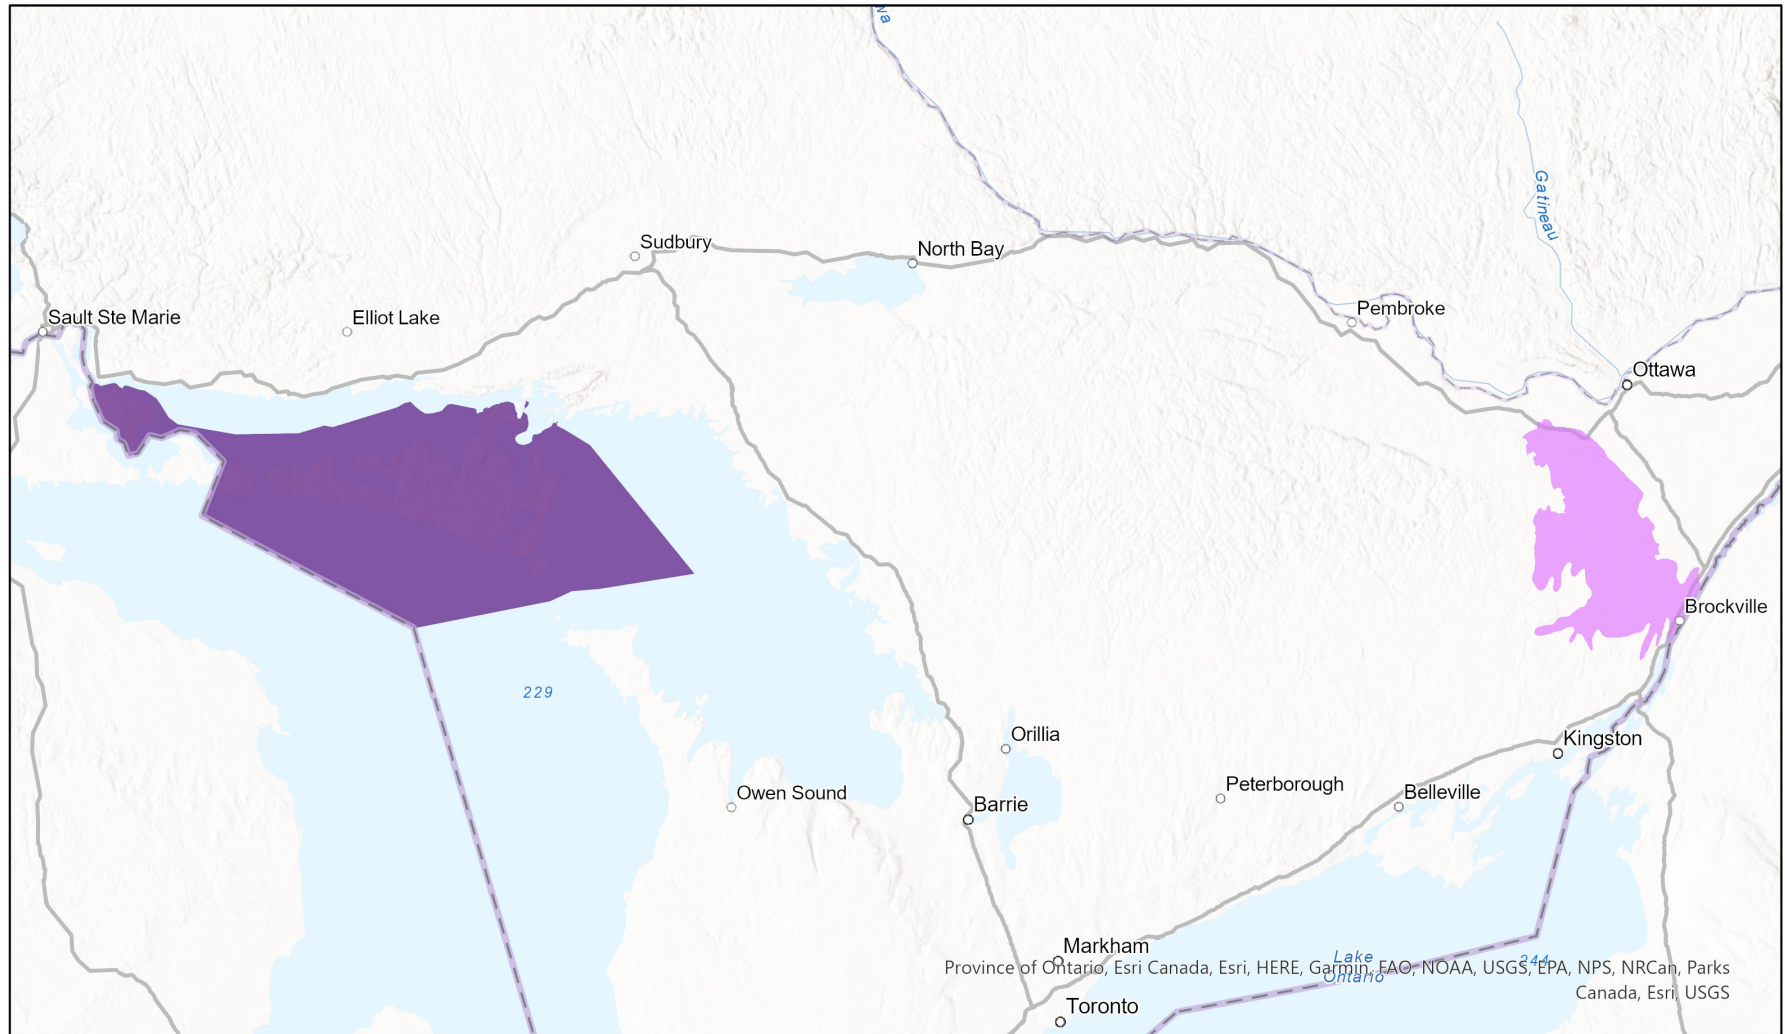 wa
Gatineau
Sudbury
North Bay
Sault Ste Marie
Elliot Lake
Pembroke
Ottawa
Brockville
229
Orillia
Kingston
Owen Sound
Barrie
Peterborough
Belleville
Markham
Lake
Ontario
244
Province of Ontario, Esri Canada, Esri, HERE, Garmin, FAO, NOAA, USGS, EPA, NPS, NRCan, Parks
Canada, Esri, USGS
Toronto